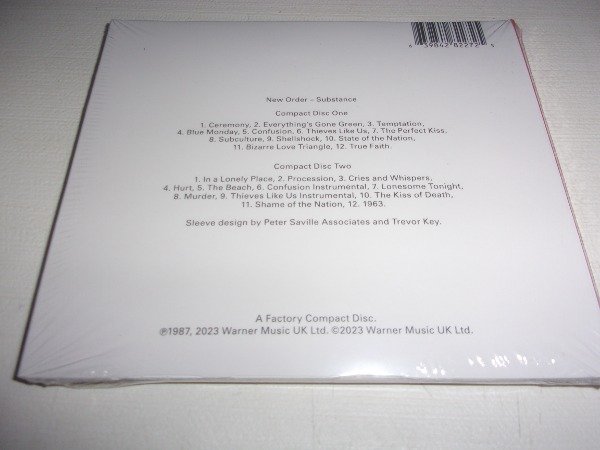 5 39842 82272 5
New Order – Substance
Compact Disc One
1. Ceremony, 2. Everything's Gone Green, 3. Temptation,
4. Blue Monday, 5. Confusion, 6. Thieves Like Us, 7. The Perfect Kiss,
8. Subculture, 9. Shellshock, 10. State of the Nation,
11. Bizarre Love Triangle, 12. True Faith.
Compact Disc Two
1. In a Lonely Place, 2. Procession, 3. Cries and Whispers,
4. Hurt, 5. The Beach, 6. Confusion Instrumental, 7. Lonesome Tonight,
8. Murder, 9. Thieves Like Us Instrumental, 10. The Kiss of Death,
11. Shame of the Nation, 12. 1963.
Sleeve design by Peter Saville Associates and Trevor Key.
A Factory Compact Disc.
℗1987, 2023 Warner Music UK Ltd. ©2023 Warner Music UK Ltd.